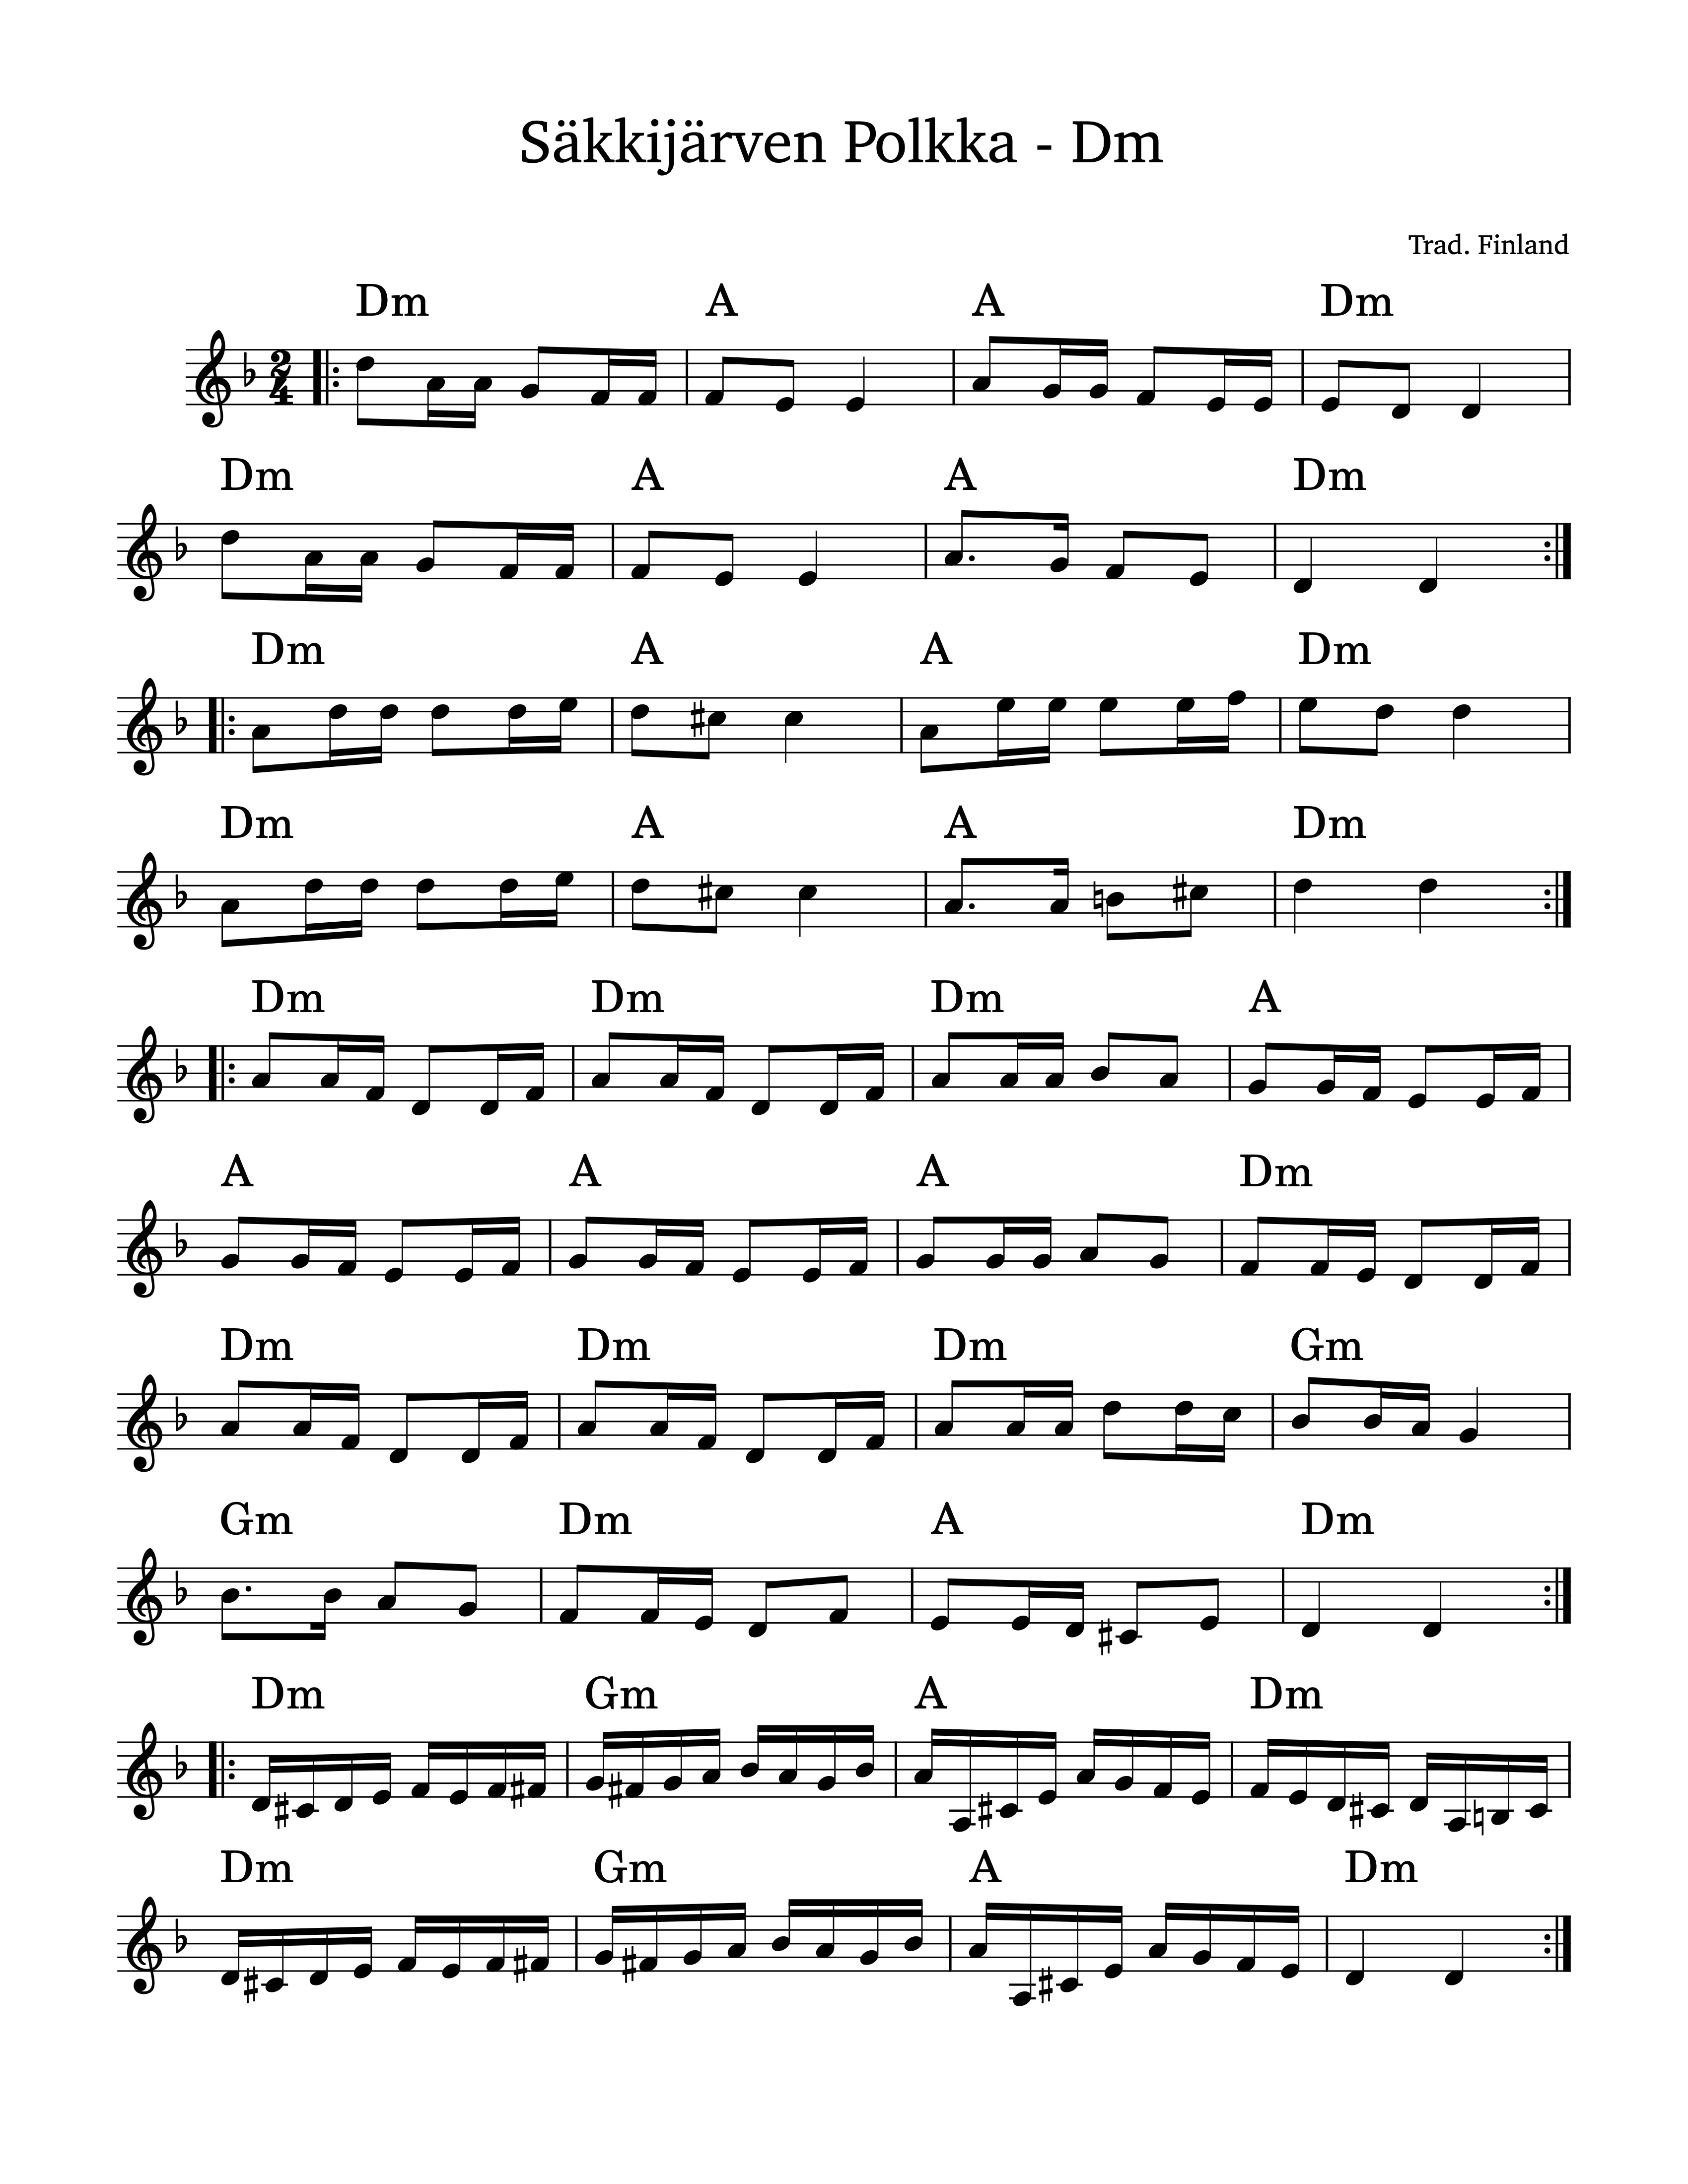 Säkkijärven Polkka - Dm
Trad. Finland
Dm A A Dm
2
4
Dm A A Dm
Dm A A Dm
Dm A A Dm
Dm Dm Dm A
A A A Dm
Dm Dm Dm Gm
Gm Dm A Dm
Dm Gm A Dm
Dm Gm A Dm